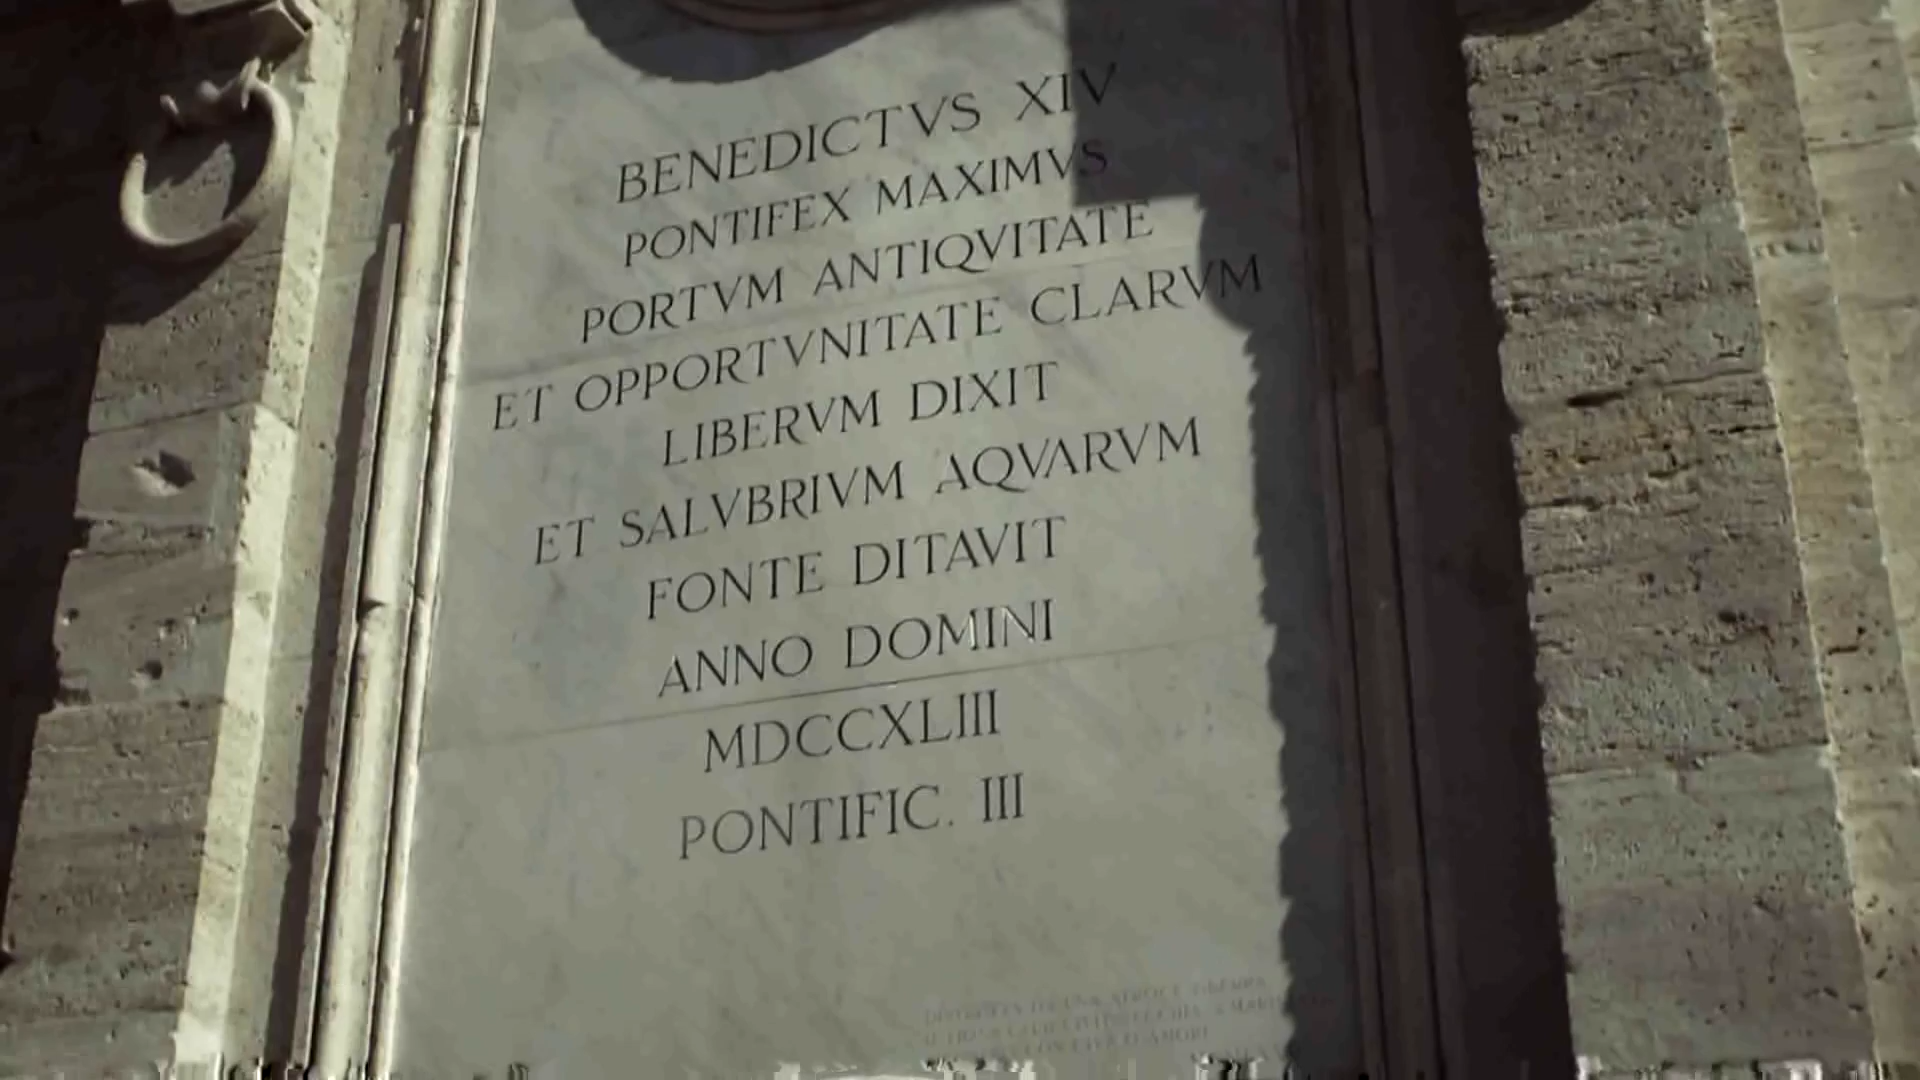 BENEDICTVS XIV
PONTIFEX MAXIMVS
PORTVM ANTIQVITATE
ET OPPORTVNITATE CLARVM
LIBERVM DIXIT
ET SALVBRIVM AQVARVM
FONTE DITAVIT
ANNO DOMINI
MDCCXLIII
PONTIFIC. III